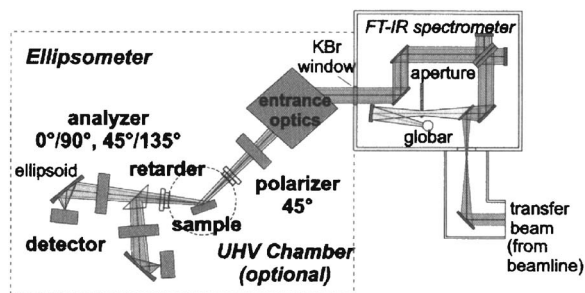 FT-IR spectrometer
KBr
window
aperture
globar
Ellipsometer
entrance
optics
analyzer
0°/90°, 45°/135°
retarder
ellipsoid
polarizer
45°
sample
detector
UHV Chamber
(optional)
transfer
beam
(from
beamline)